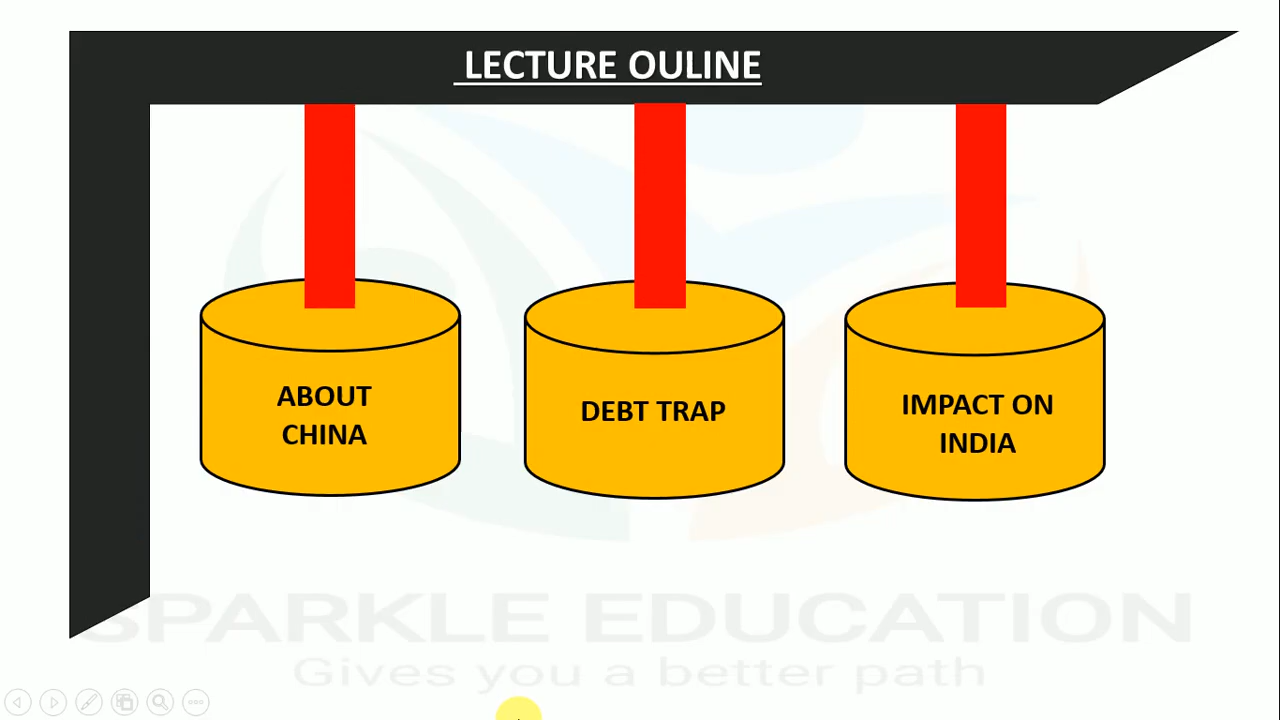 LECTURE OULINE
ABOUT
CHINA
DEBT TRAP
IMPACT ON
INDIA
SPARKLE EDUCATION
Gives you a better path